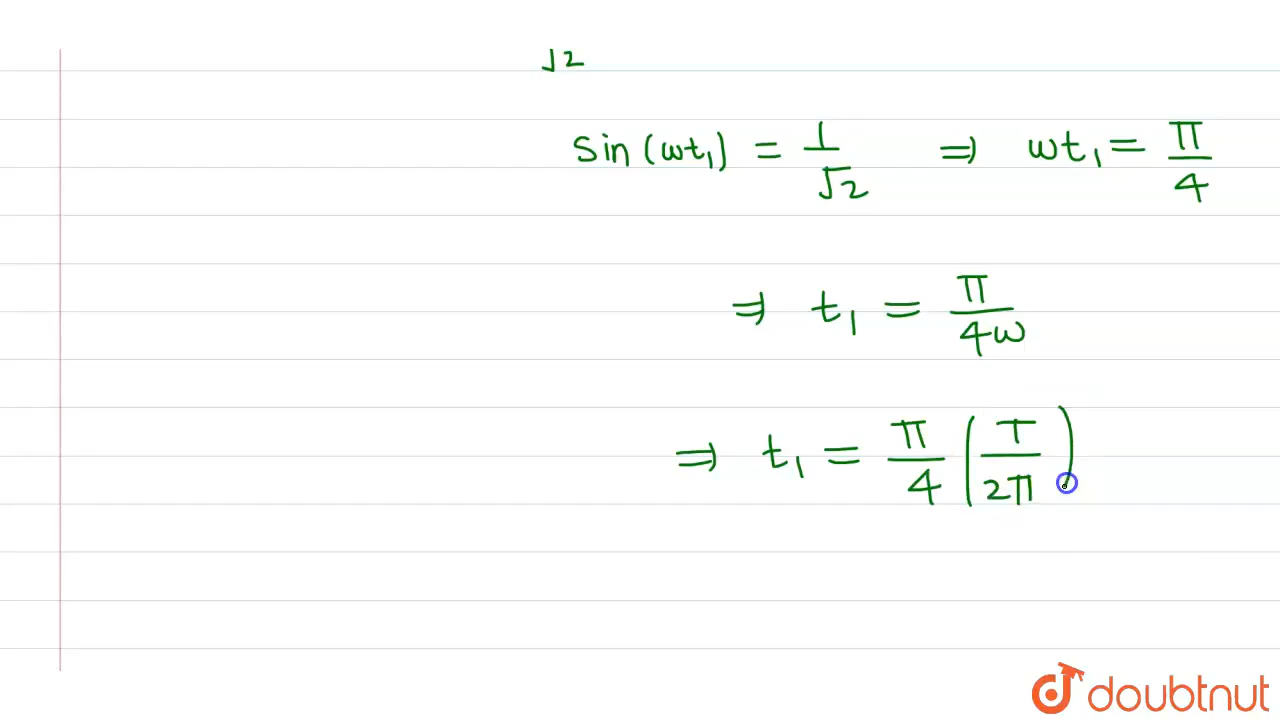 √2
sin(ωt₁) = 1/√2 ⇒ ωt₁ = π/4
⇒ t₁ = π/4ω
⇒ t₁ = π/4 (T/2π)
doubtnut